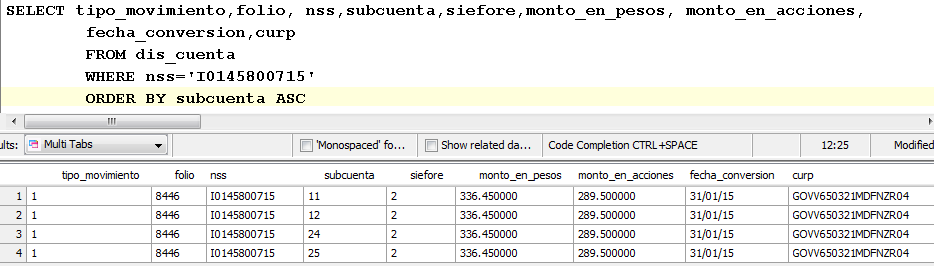 SELECT tipo_movimiento,folio, nss,subcuenta,siefore,monto_en_pesos, monto_en_acciones,
fecha_conversion,curp
FROM dis_cuenta
WHERE nss='I0145800715'
ORDER BY subcuenta ASC
ults: Multi Tabs 'Monospaced' fo... Show related da... Code Completion CTRL+SPACE 12:25 Modified
tipo_movimiento folio nss subcuenta siefore monto_en_pesos monto_en_acciones fecha_conversion curp
1 1 8446 I0145800715 11 2 336.450000 289.500000 31/01/15 GOVV650321MDFNZR04
2 1 8446 I0145800715 12 2 336.450000 289.500000 31/01/15 GOVV650321MDFNZR04
3 1 8446 I0145800715 24 2 336.450000 289.500000 31/01/15 GOVV650321MDFNZR04
4 1 8446 I0145800715 25 2 336.450000 289.500000 31/01/15 GOVV650321MDFNZR04